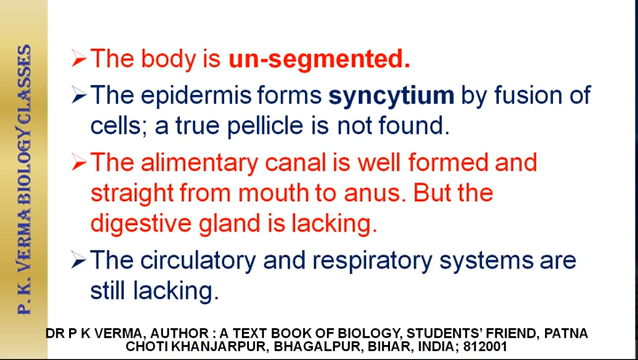 P. K. VERMA BIOLOGY CLASSES
➢The body is un-segmented.
➢The epidermis forms syncytium by fusion of
cells; a true pellicle is not found.
➢The alimentary canal is well formed and
straight from mouth to anus. But the
digestive gland is lacking.
➢The circulatory and respiratory systems are
still lacking.
DR P K VERMA, AUTHOR : A TEXT BOOK OF BIOLOGY, STUDENTS' FRIEND, PATNA
CHOTI KHANJARPUR, BHAGALPUR, BIHAR, INDIA; 812001